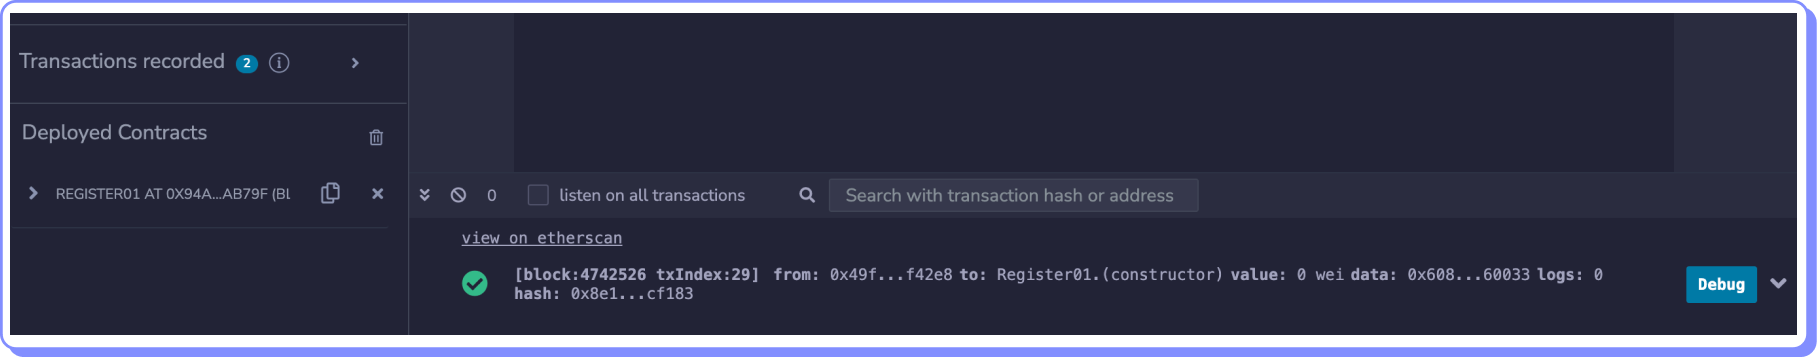 Transactions recorded 2 i
Deployed Contracts
REGISTER01 AT 0X94A...AB79F (BL
0 listen on all transactions Search with transaction hash or address
view on etherscan
[block:4742526 txIndex:29] from: 0x49f...f42e8 to: Register01.(constructor) value: 0 wei data: 0x608...60033 logs: 0
hash: 0x8e1...cf183
Debug